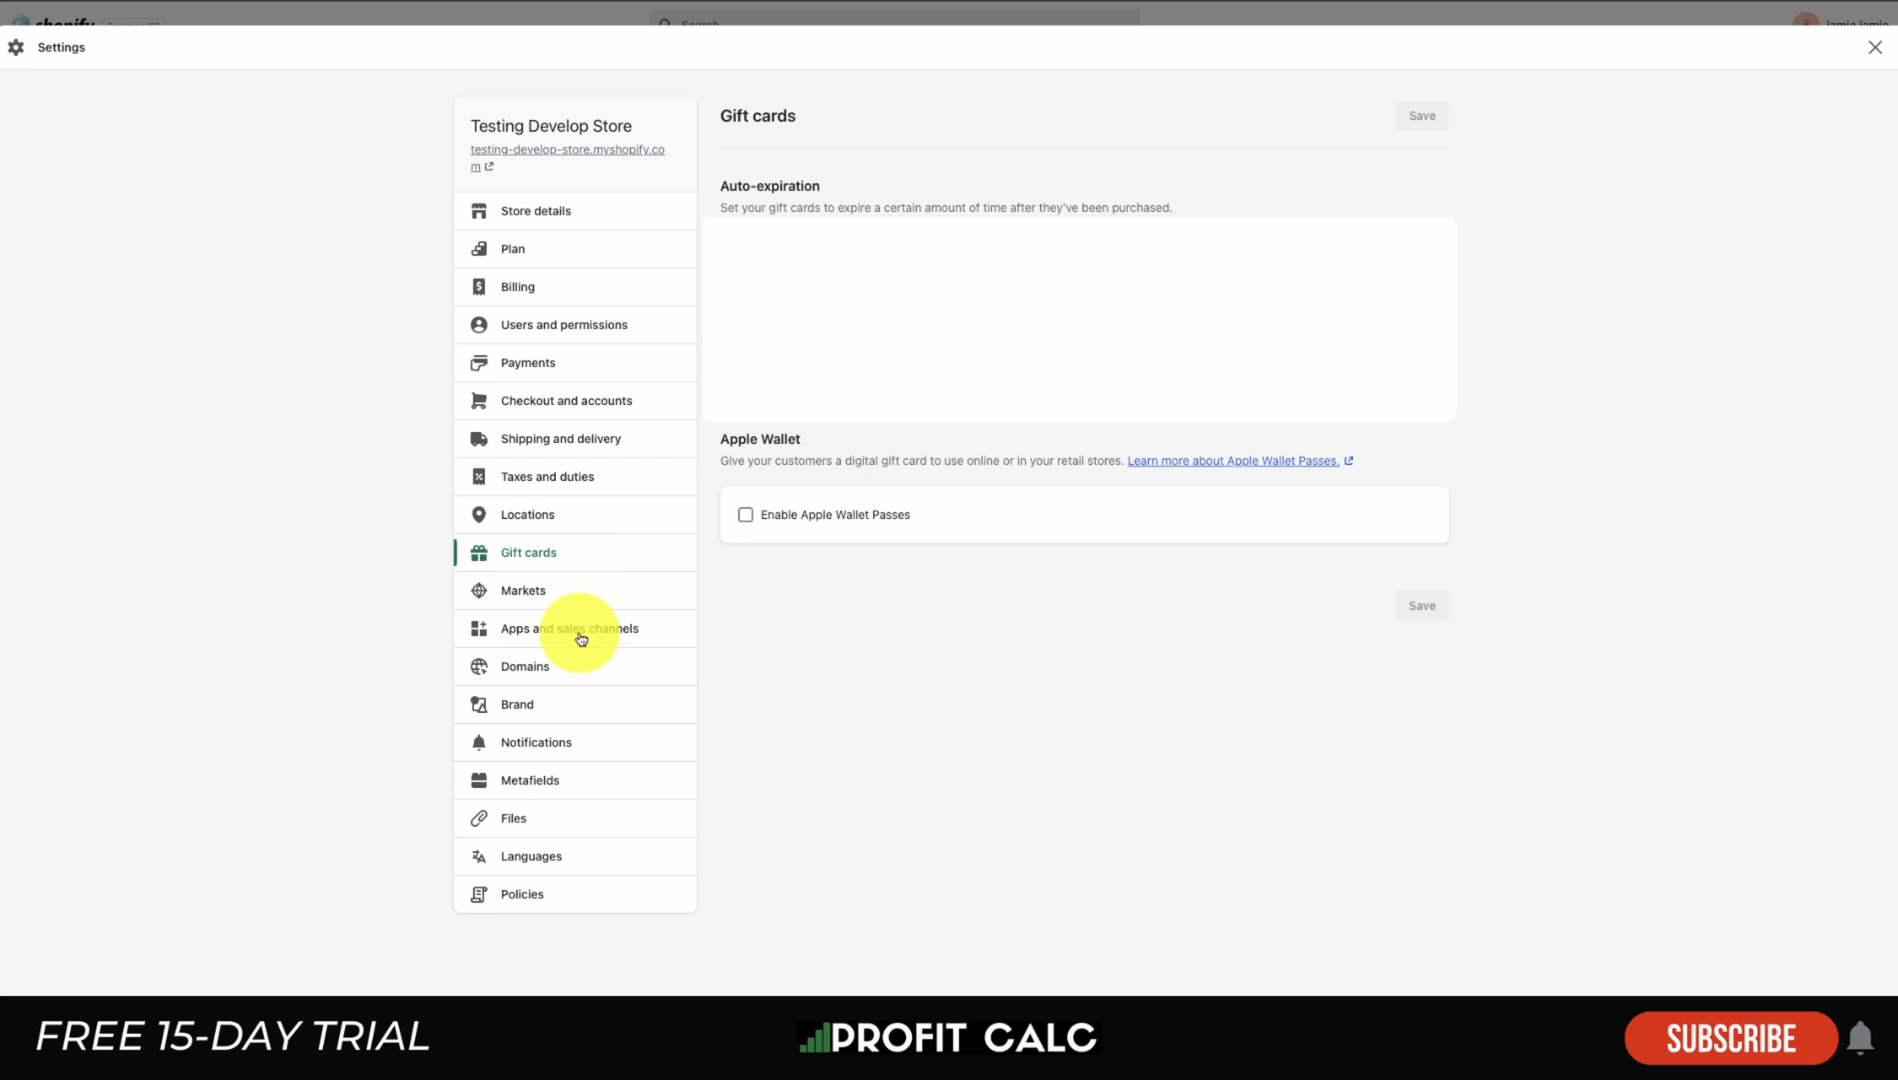 shopify
Search
jamie jamie
Settings
Testing Develop Store
testing-develop-store.myshopify.co
m
Store details
Plan
Billing
Users and permissions
Payments
Checkout and accounts
Shipping and delivery
Taxes and duties
Locations
Gift cards
Markets
Apps and sales channels
Domains
Brand
Notifications
Metafields
Files
Languages
Policies
Gift cards
Save
Auto-expiration
Set your gift cards to expire a certain amount of time after they've been purchased.
Apple Wallet
Give your customers a digital gift card to use online or in your retail stores. Learn more about Apple Wallet Passes.
Enable Apple Wallet Passes
Save
FREE 15-DAY TRIAL
PROFIT CALC
SUBSCRIBE